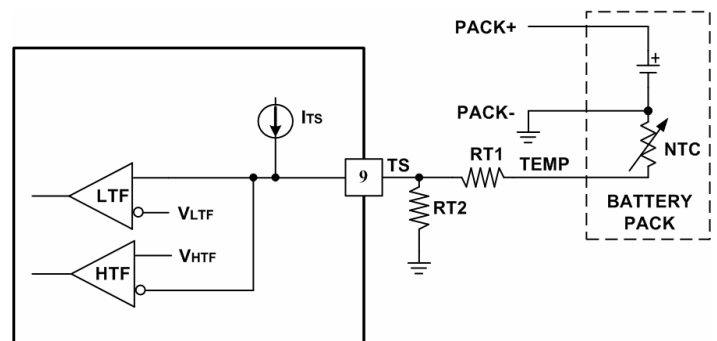 PACK+
+
ITS
PACK-
NTC
9
TS
RT1
TEMP
LTF
VLTF
RT2
BATTERY
PACK
VHTF
HTF